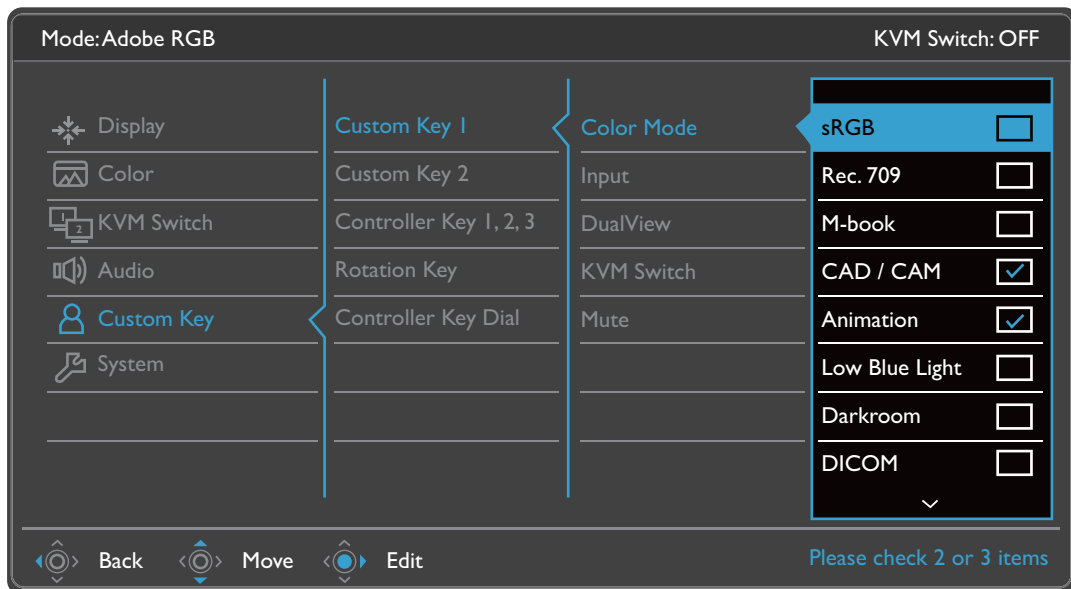 Mode: Adobe RGB
KVM Switch: OFF
Display
Color
1 2 KVM Switch
Audio
Custom Key
System
Custom Key 1
Custom Key 2
Controller Key 1, 2, 3
Rotation Key
Controller Key Dial
Color Mode
Input
DualView
KVM Switch
Mute
sRGB
Rec. 709
M-book
CAD / CAM
Animation
Low Blue Light
Darkroom
DICOM
Back
Move
Edit
Please check 2 or 3 items